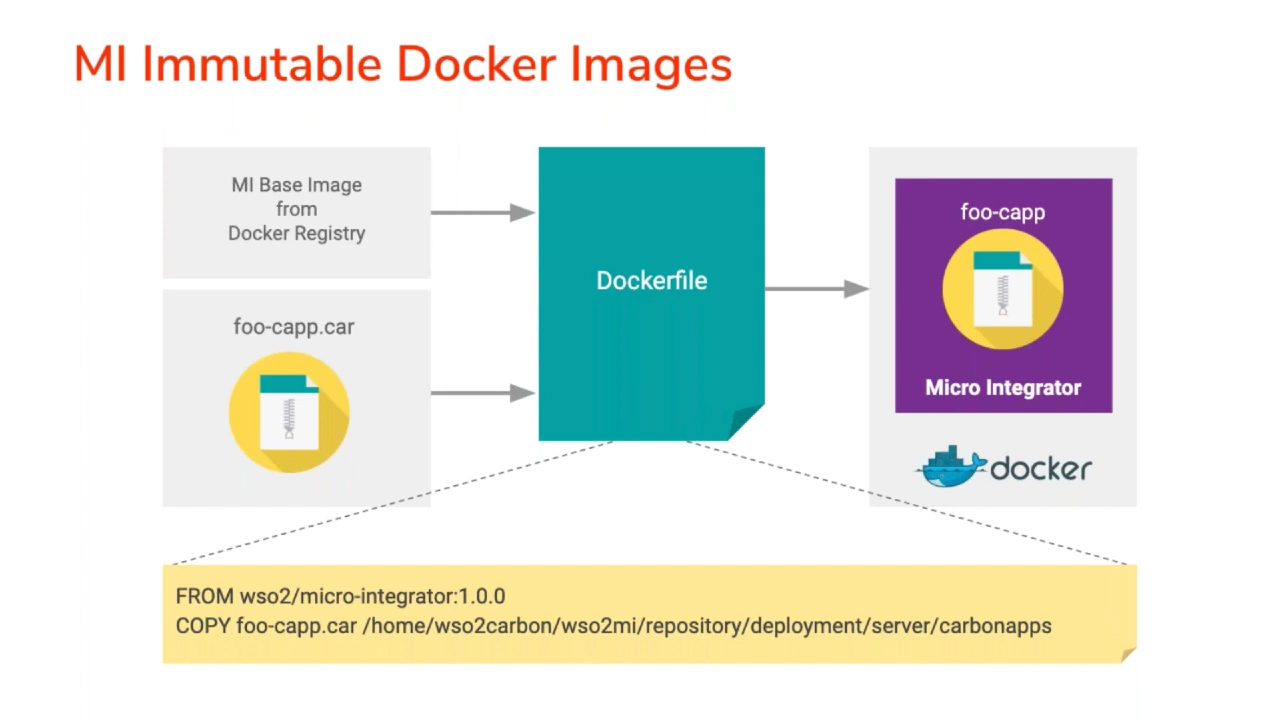 MI Immutable Docker Images
MI Base Image
from
Docker Registry
foo-capp.car
Dockerfile
foo-capp
Micro Integrator
docker
FROM wso2/micro-integrator:1.0.0
COPY foo-capp.car /home/wso2carbon/wso2mi/repository/deployment/server/carbonapps